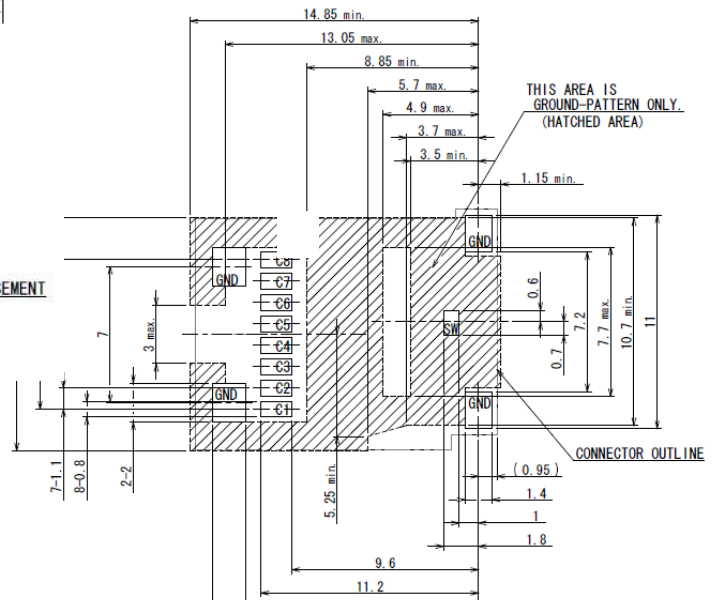 14.85 min.
13.05 max.
8.85 min.
5.7 max.
4.9 max.
3.7 max.
3.5 min.
1.15 min.
THIS AREA IS
GROUND-PATTERN ONLY.
(HATCHED AREA)
GND
C8
GND
C7
C6
C5
C4
C3
C2
C1
GND
SW
GND
EMENT
7
3 max.
0.6
0.7
7.2
7.7 max.
10.7 min.
11
7-1.1
8-0.8
2-2
5.25 min.
CONNECTOR OUTLINE
(0.95)
1.4
1
1.8
9.6
11.2